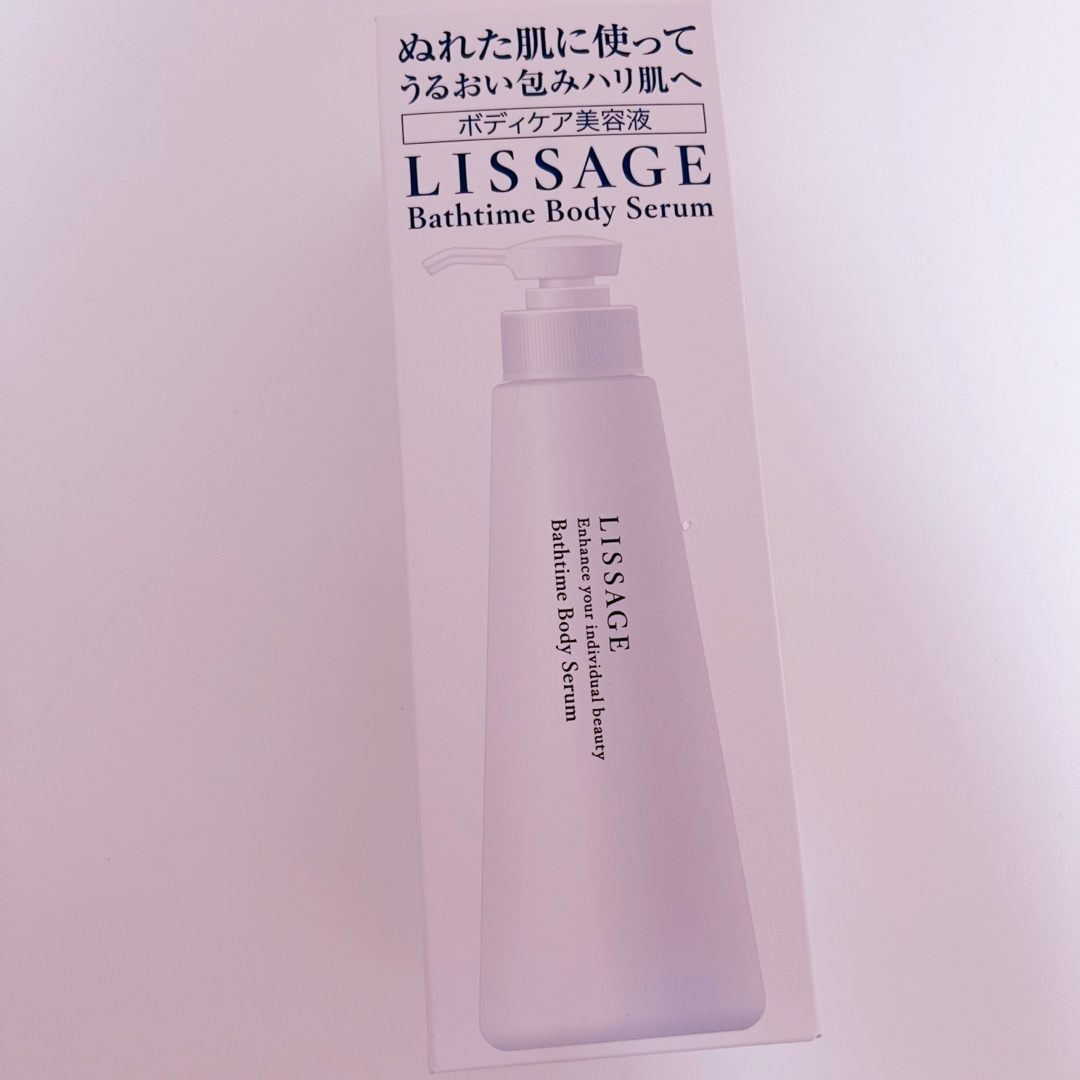 ぬれた肌に使って
うるおい包みハリ肌へ
ボディケア美容液
LISSAGE
Bathtime Body Serum
LISSAGE
Enhance your individual beauty
Bathtime Body Serum